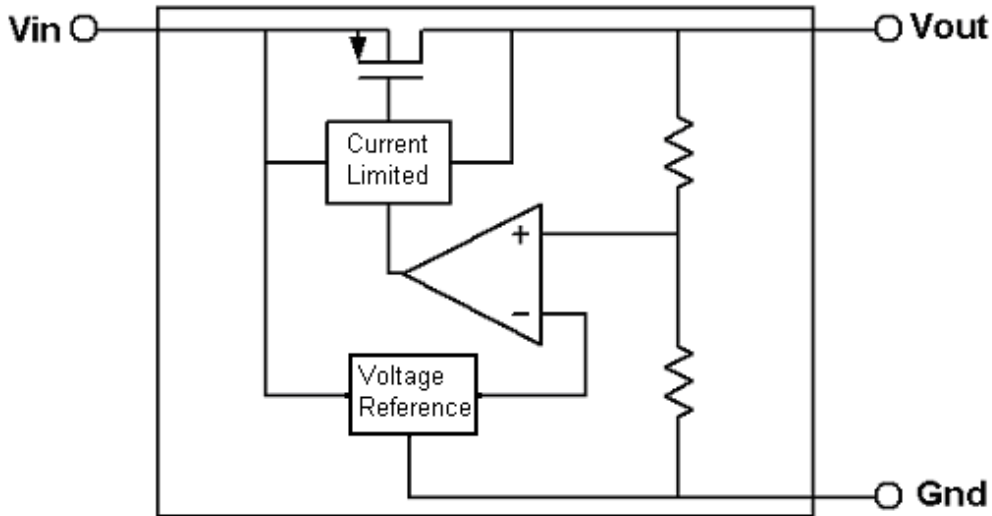 Vin
Vout
Current
Limited
+
−
Voltage
Reference
Gnd